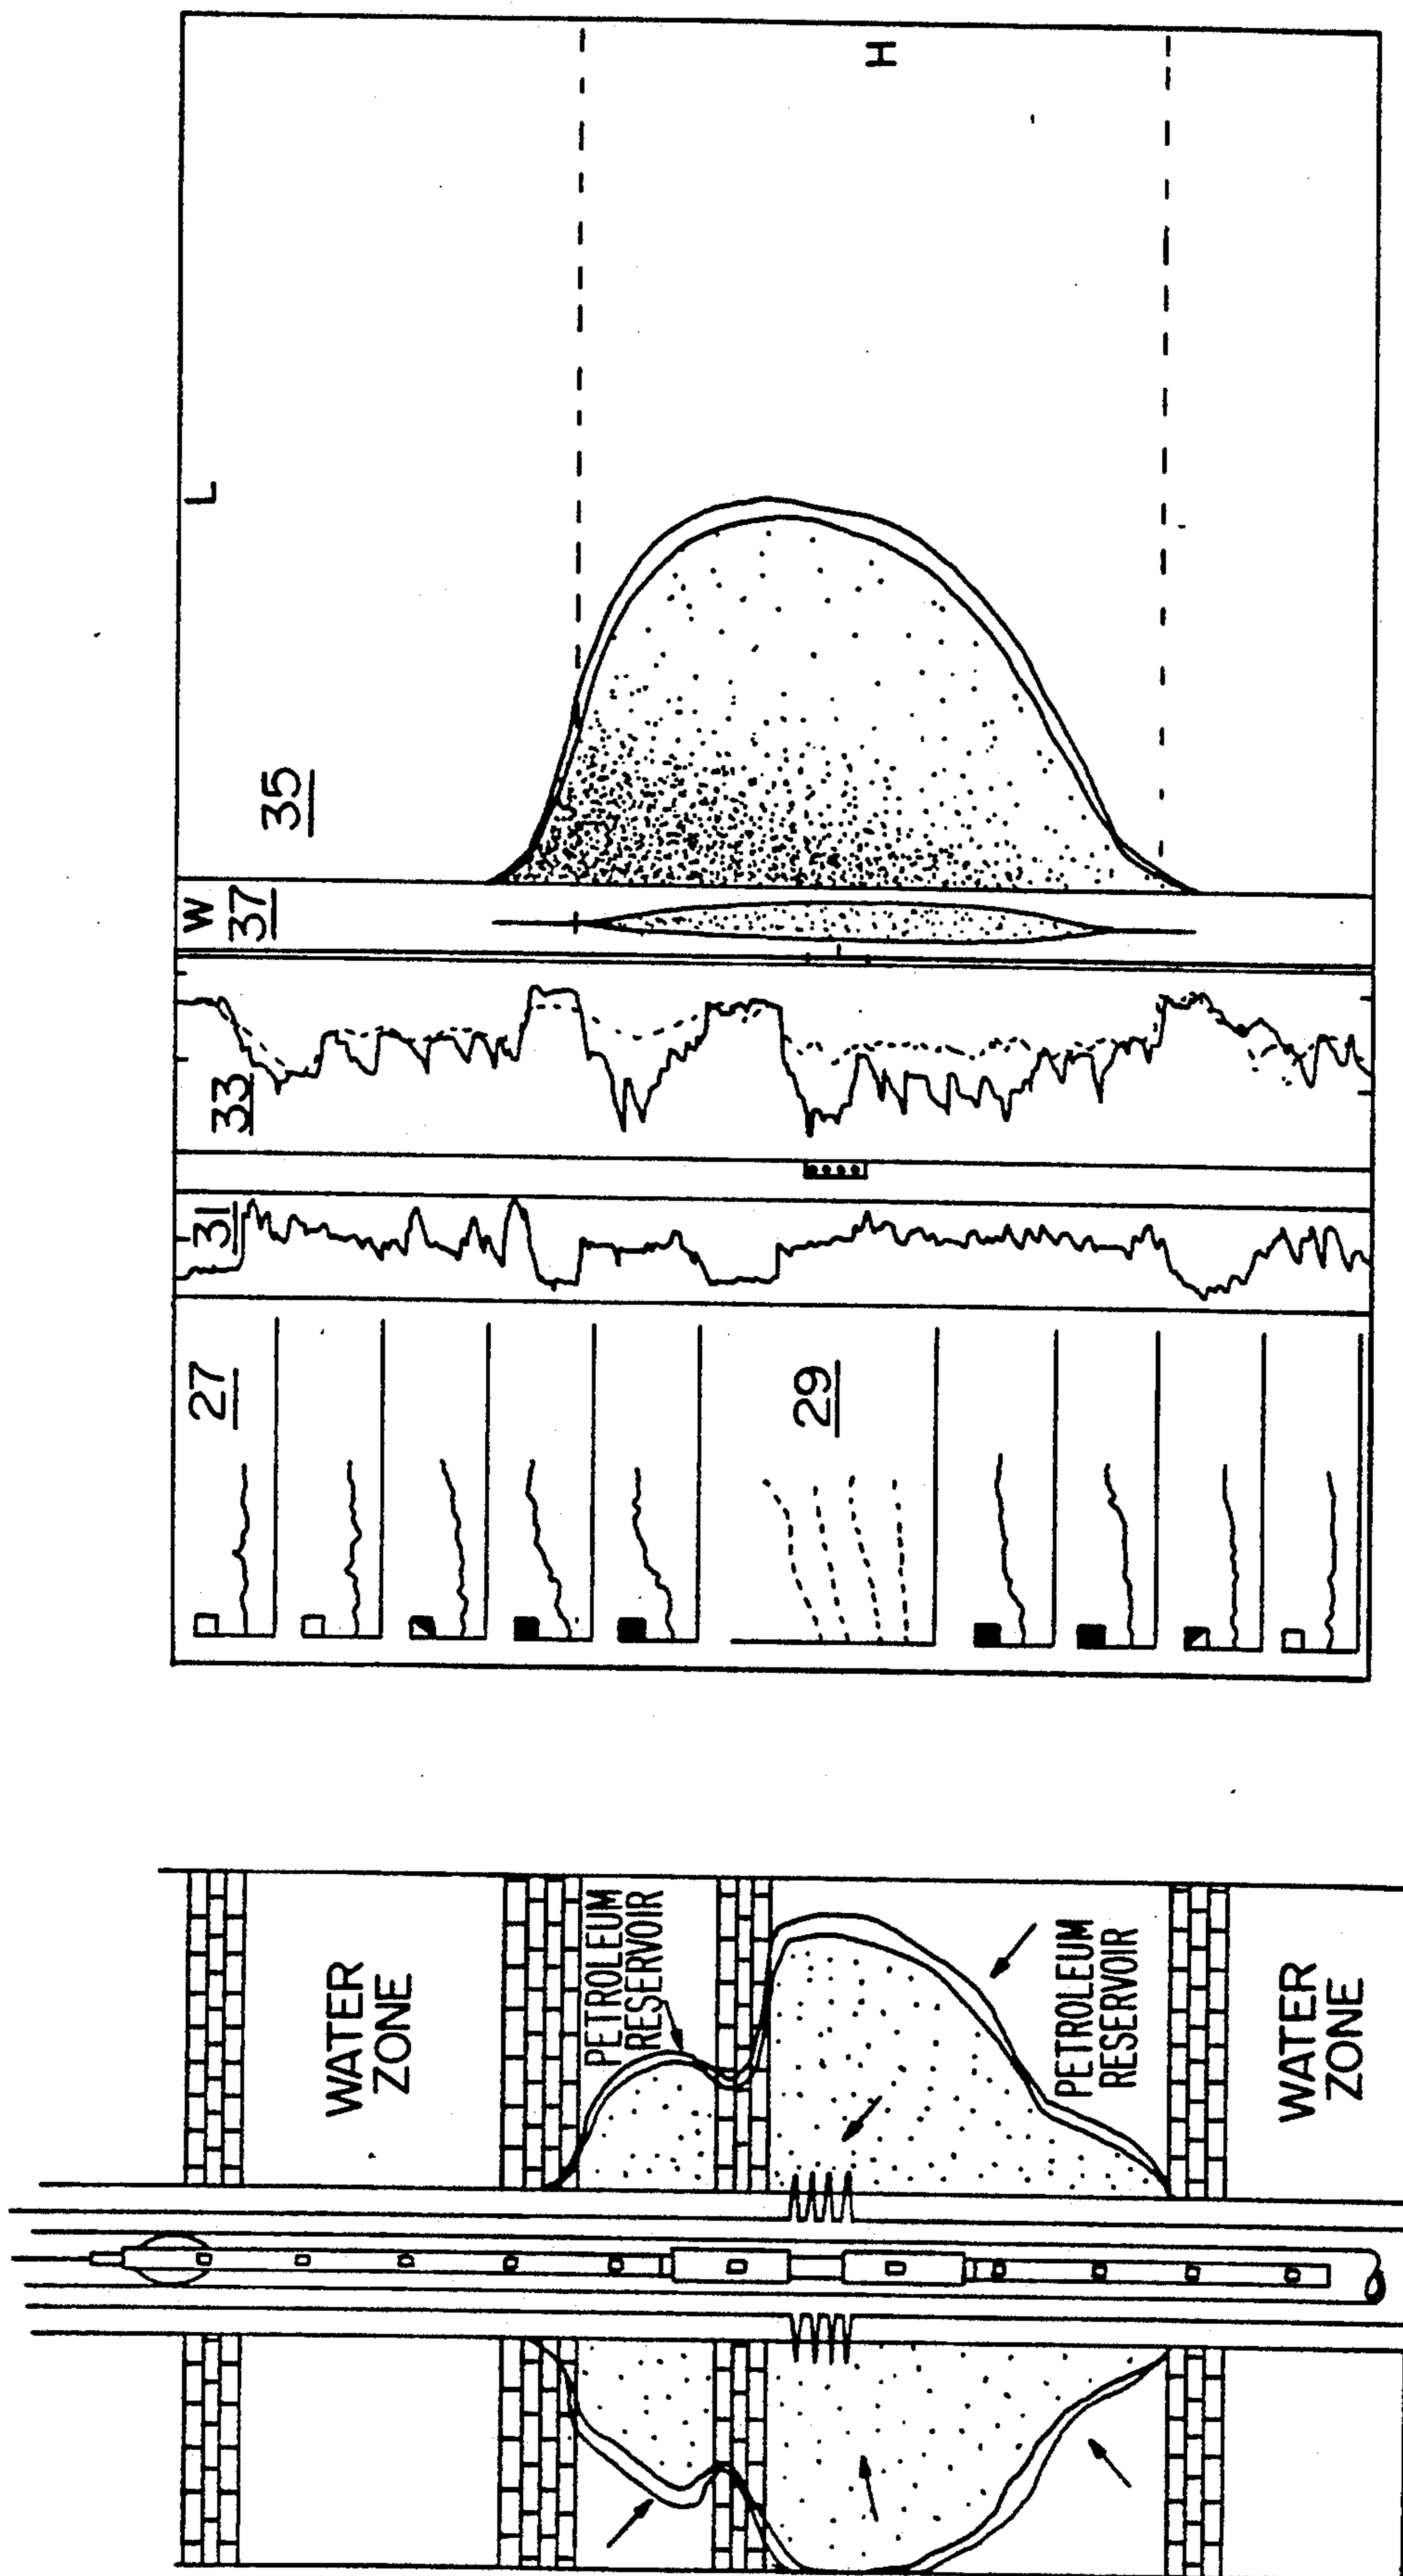 WATER
ZONE
PETROLEUM
RESERVOIR
PETROLEUM
RESERVOIR
WATER
ZONE
27
29
31
33
W
37
35
L
H